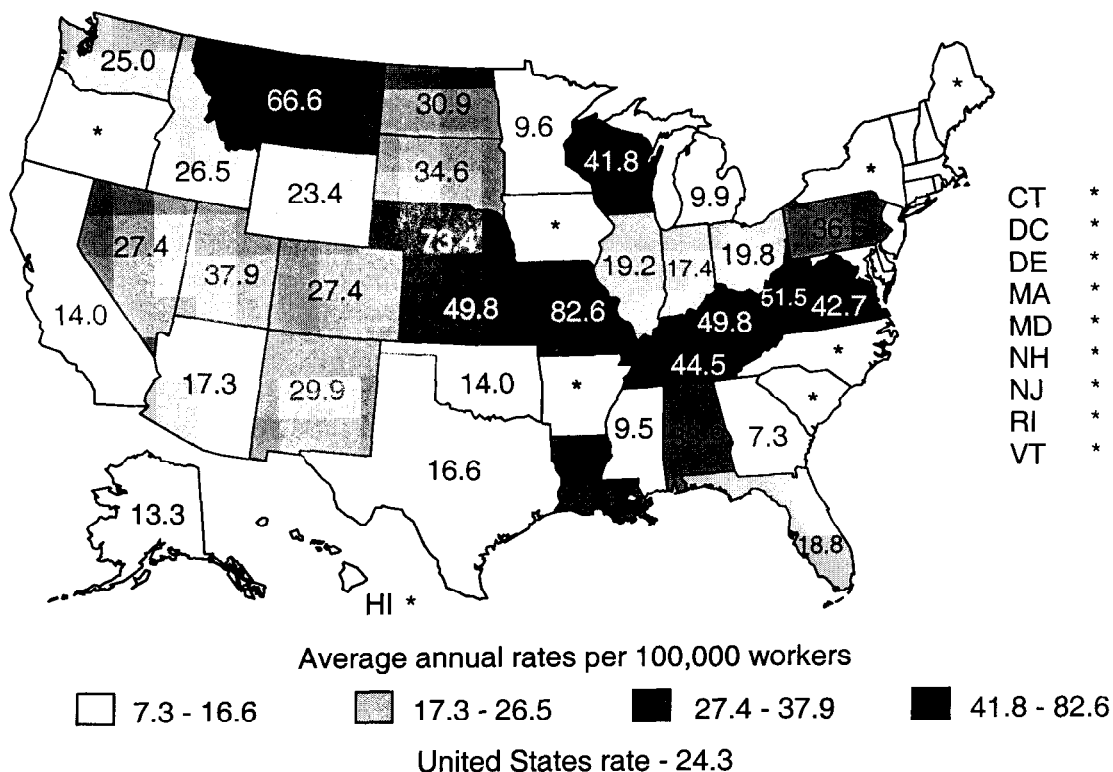 25.0
66.6
30.9
9.6
*
*
41.8
*
26.5
23.4
34.6
9.9
CT *
DC *
DE *
MA *
MD *
NH *
NJ *
RI *
VT *
27.4
37.9
27.4
73.4
*
19.2
17.4
19.8
14.0
49.8
82.6
49.8
51.5
42.7
44.5
*
17.3
29.9
14.0
*
9.5
7.3
*
16.6
13.3
18.8
HI *
Average annual rates per 100,000 workers
7.3 - 16.6 17.3 - 26.5 27.4 - 37.9 41.8 - 82.6
United States rate - 24.3